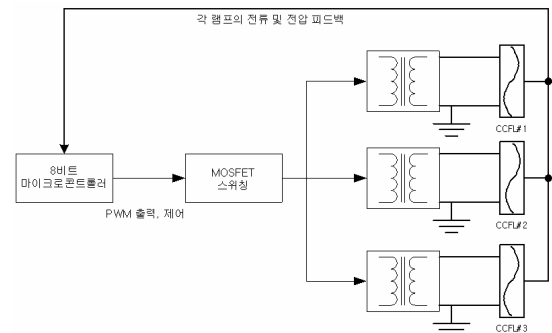 각 램프의 전류 및 전압 피드백
CCFL#1
8비트
마이크로콘트롤러
MOSFET
스위칭
PWM 출력, 제어
CCFL#2
CCFL#3